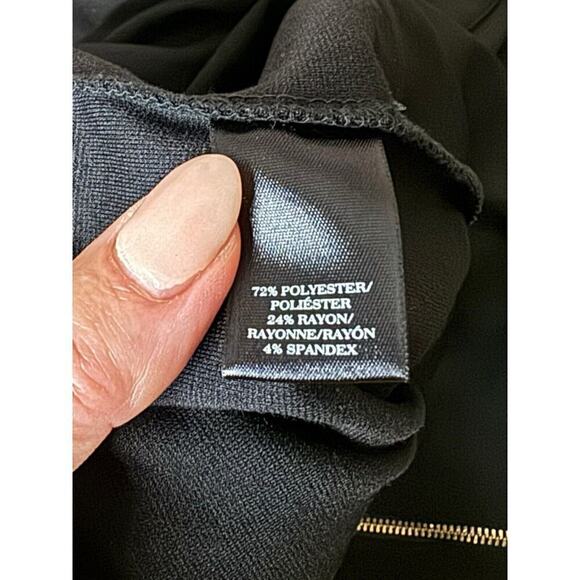 72% POLYESTER/
POLIÉSTER
24% RAYON/
RAYONNE/RAYÓN
4% SPANDEX